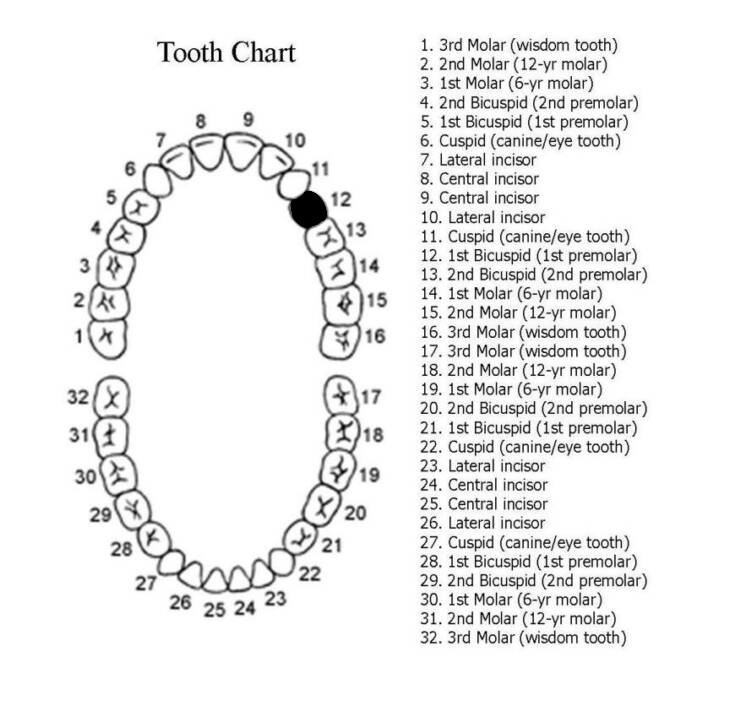 Tooth Chart
1. 3rd Molar (wisdom tooth)
2. 2nd Molar (12-yr molar)
3. 1st Molar (6-yr molar)
4. 2nd Bicuspid (2nd premolar)
5. 1st Bicuspid (1st premolar)
6. Cuspid (canine/eye tooth)
7. Lateral incisor
8. Central incisor
9. Central incisor
10. Lateral incisor
11. Cuspid (canine/eye tooth)
12. 1st Bicuspid (1st premolar)
13. 2nd Bicuspid (2nd premolar)
14. 1st Molar (6-yr molar)
15. 2nd Molar (12-yr molar)
16. 3rd Molar (wisdom tooth)
17. 3rd Molar (wisdom tooth)
18. 2nd Molar (12-yr molar)
19. 1st Molar (6-yr molar)
20. 2nd Bicuspid (2nd premolar)
21. 1st Bicuspid (1st premolar)
22. Cuspid (canine/eye tooth)
23. Lateral incisor
24. Central incisor
25. Central incisor
26. Lateral incisor
27. Cuspid (canine/eye tooth)
28. 1st Bicuspid (1st premolar)
29. 2nd Bicuspid (2nd premolar)
30. 1st Molar (6-yr molar)
31. 2nd Molar (12-yr molar)
32. 3rd Molar (wisdom tooth)
1
2
3
4
5
6
7
8
9
10
11
12
13
14
15
16
17
18
19
20
21
22
23
24
25
26
27
28
29
30
31
32